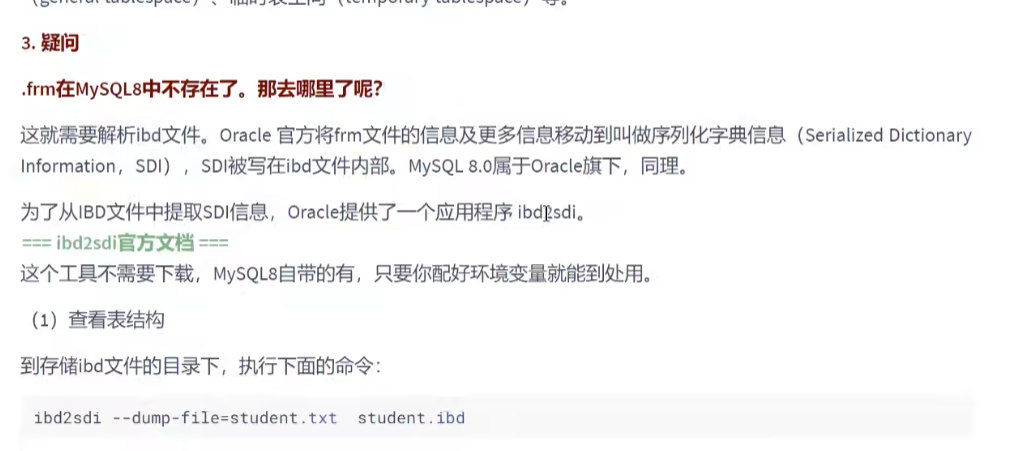 （general tablespace）、临时表空间（temporary tablespace）等。
3. 疑问
.frm在MySQL8中不存在了。那去哪里了呢?
这就需要解析ibd文件。Oracle 官方将frm文件的信息及更多信息移动到叫做序列化字典信息（Serialized Dictionary
Information，SDI），SDI被写在ibd文件内部。MySQL 8.0属于Oracle旗下，同理。
为了从IBD文件中提取SDI信息，Oracle提供了一个应用程序 ibd2sdi。
=== ibd2sdi官方文档 ===
这个工具不需要下载，MySQL8自带的有，只要你配好环境变量就能到处用。
（1）查看表结构
到存储ibd文件的目录下，执行下面的命令：
ibd2sdi --dump-file=student.txt student.ibd